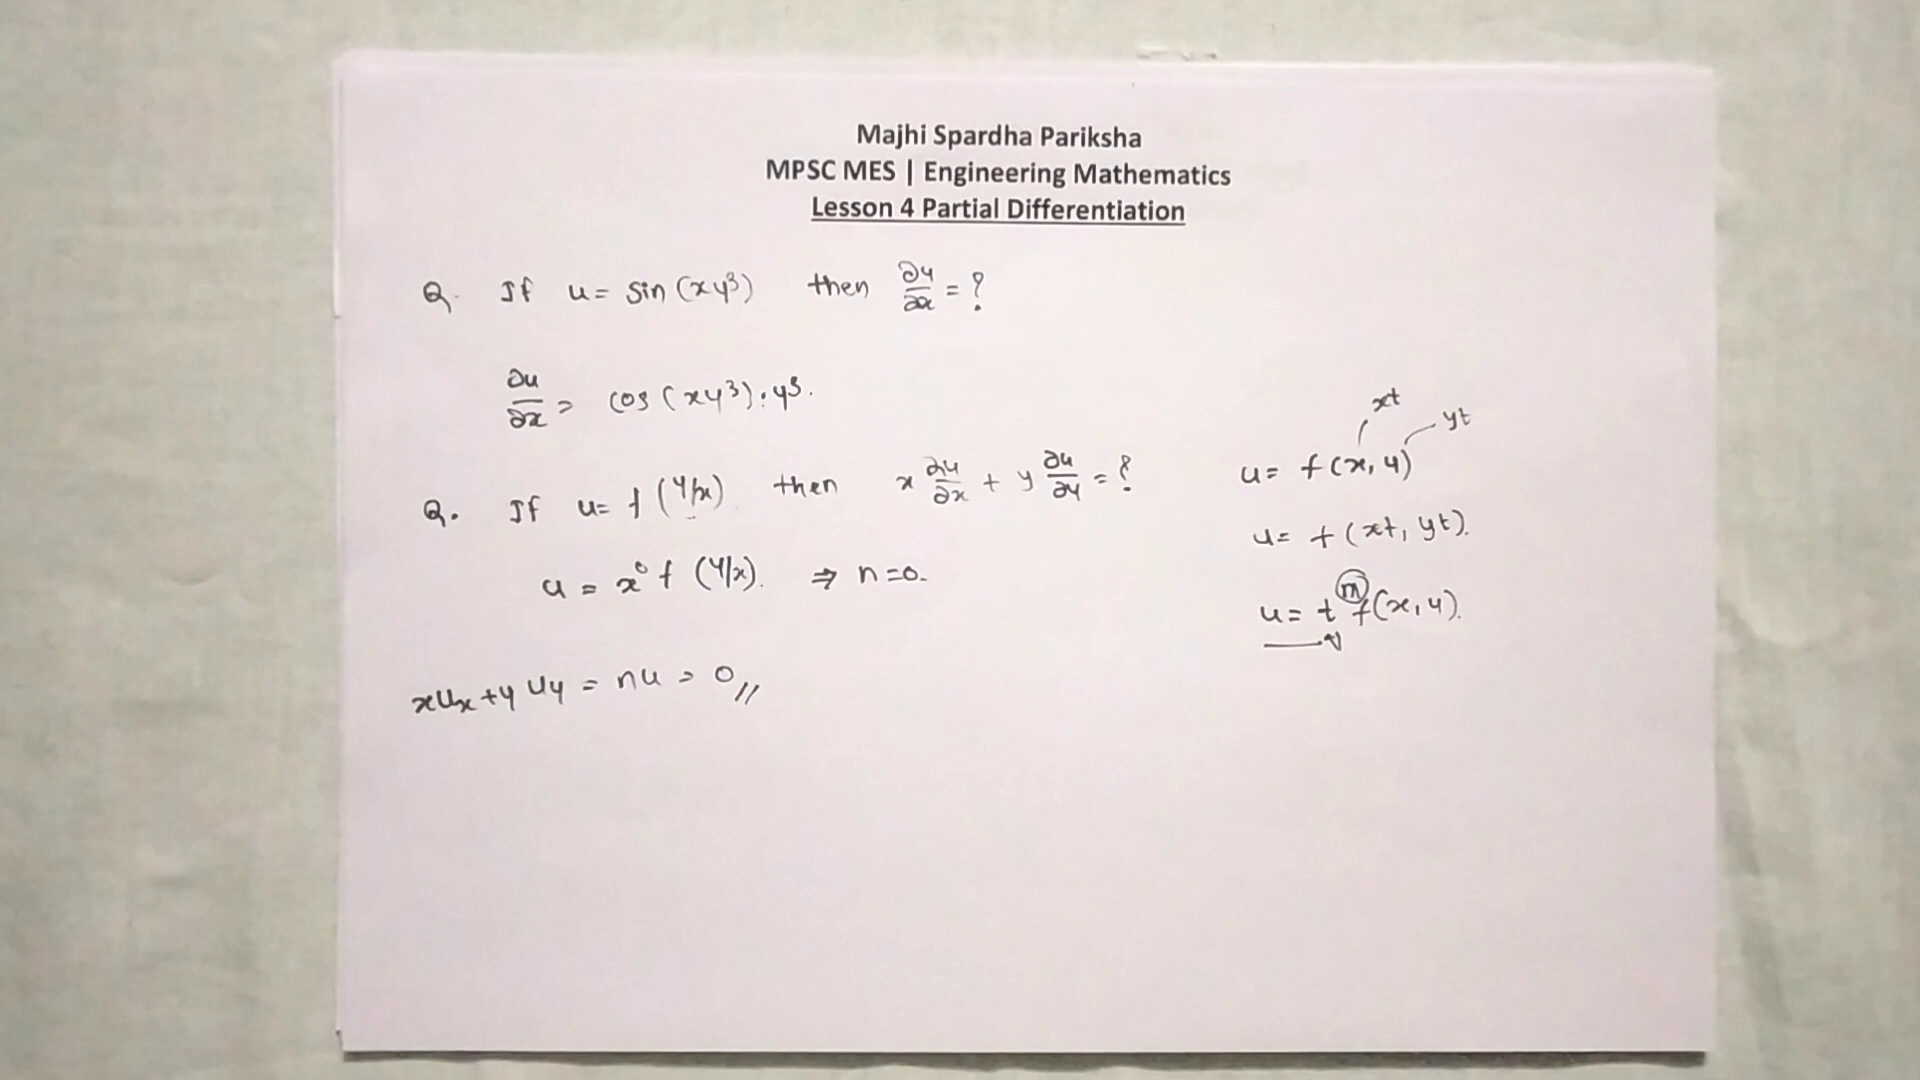 Majhi Spardha Pariksha
MPSC MES | Engineering Mathematics
Lesson 4 Partial Differentiation
Q. If u = sin (xy³) then ∂u/∂x = ?
∂u/∂x = cos (xy³) . y³.
Q. If u = f (y/x) then x ∂u/∂x + y ∂u/∂y = ?
u = x⁰ f (y/x). ⇒ n=0.
xUx + y Uy = nu = 0 //
xt
yt
u = f(x, y)
u = f (xt, yt).
u = tⁿ f(x, y).